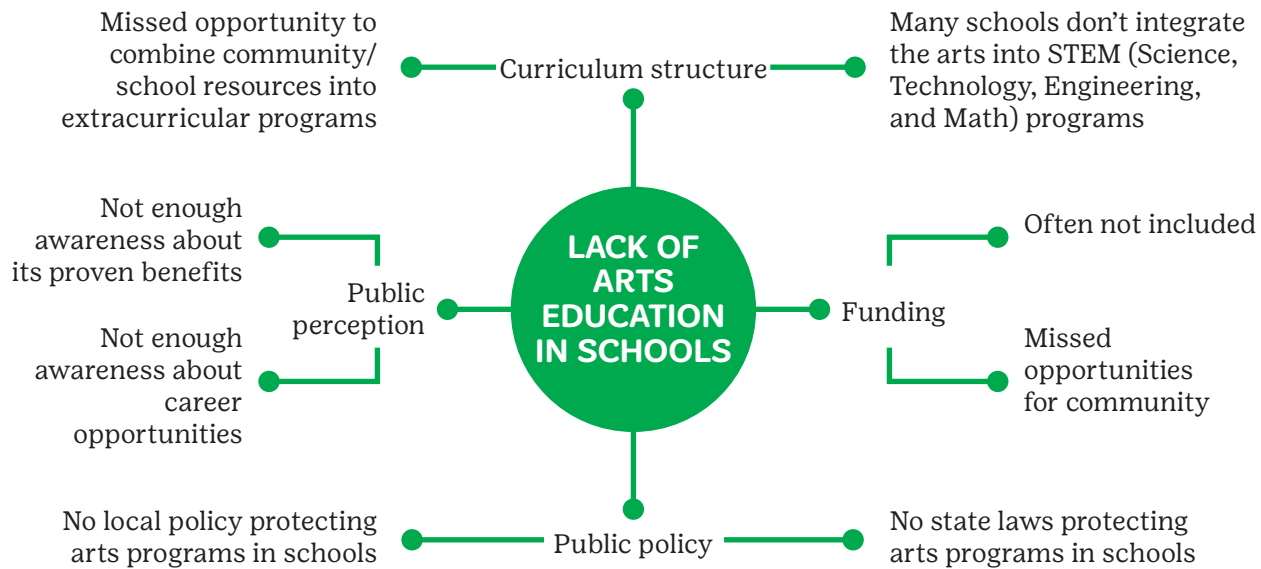 Missed opportunity to
combine community/
school resources into
extracurricular programs
Curriculum structure
Many schools don’t integrate
the arts into STEM (Science,
Technology, Engineering,
and Math) programs
Not enough
awareness about
its proven benefits
Not enough
awareness about
career
opportunities
Public
perception
LACK OF
ARTS
EDUCATION
IN SCHOOLS
Funding
Often not included
Missed
opportunities
for community
No local policy protecting
arts programs in schools
Public policy
No state laws protecting
arts programs in schools